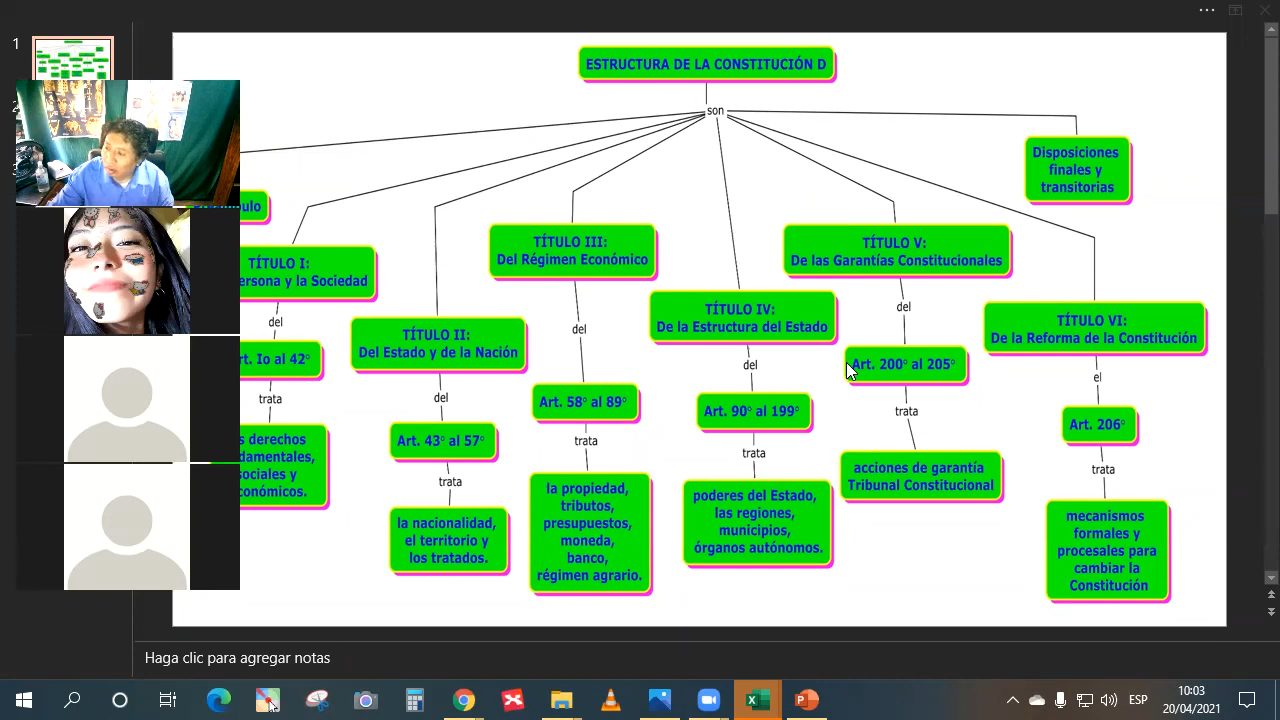 1
ESTRUCTURA DE LA CONSTITUCIÓN D
son
Disposiciones
finales y
transitorias
TÍTULO I:
ersona y la Sociedad
del
rt. Io al 42°
trata
s derechos
damentales,
sociales y
conómicos.
TÍTULO II:
Del Estado y de la Nación
del
Art. 43° al 57°
trata
la nacionalidad,
el territorio y
los tratados.
TÍTULO III:
Del Régimen Económico
del
Art. 58° al 89°
trata
la propiedad,
tributos,
presupuestos,
moneda,
banco,
régimen agrario.
TÍTULO IV:
De la Estructura del Estado
del
Art. 90° al 199°
trata
poderes del Estado,
las regiones,
municipios,
órganos autónomos.
TÍTULO V:
De las Garantías Constitucionales
del
Art. 200° al 205°
trata
acciones de garantía
Tribunal Constitucional
TÍTULO VI:
De la Reforma de la Constitución
el
Art. 206°
trata
mecanismos
formales y
procesales para
cambiar la
Constitución
Haga clic para agregar notas
ESP
10:03
20/04/2021